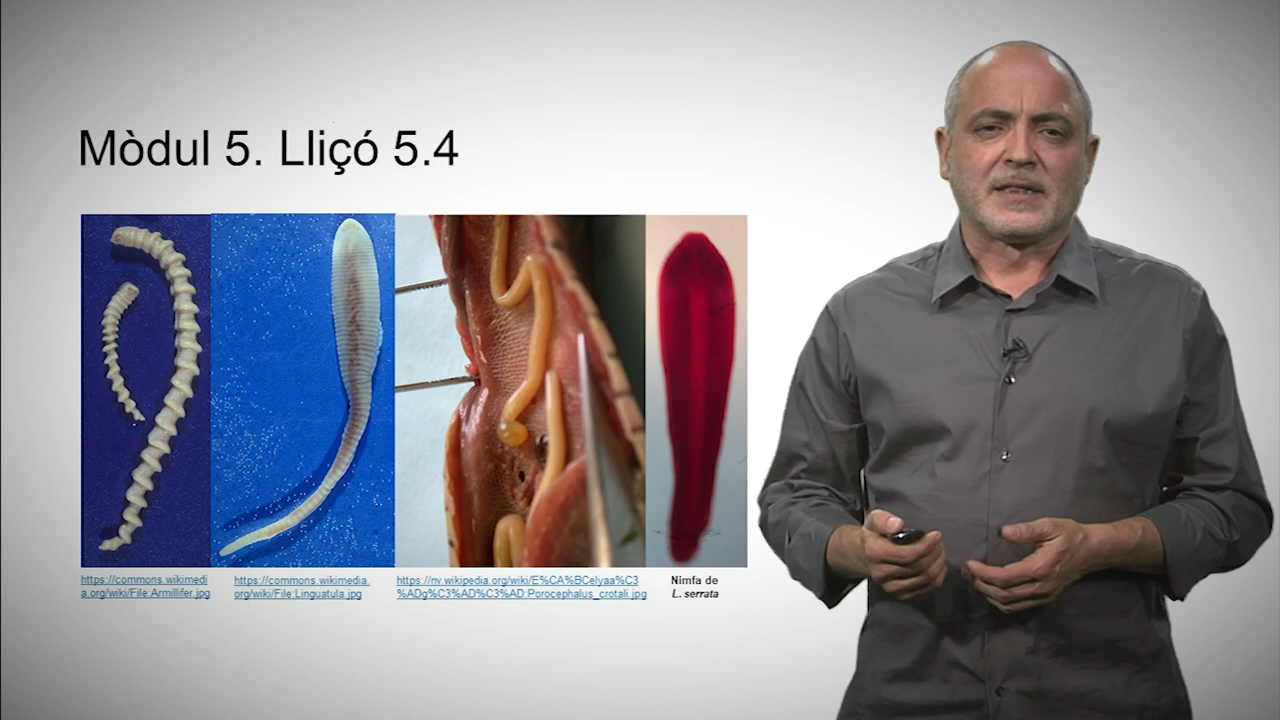 Mòdul 5. Lliçó 5.4
https://commons.wikimedi
a.org/wiki/File:Armillifer.jpg
https://commons.wikimedia.
org/wiki/File:Linguatula.jpg
https://nv.wikipedia.org/wiki/E%CA%BCelyaa%C3
%ADg%C3%AD%C3%AD:Porocephalus_crotali.jpg
Nimfa de
L. serrata